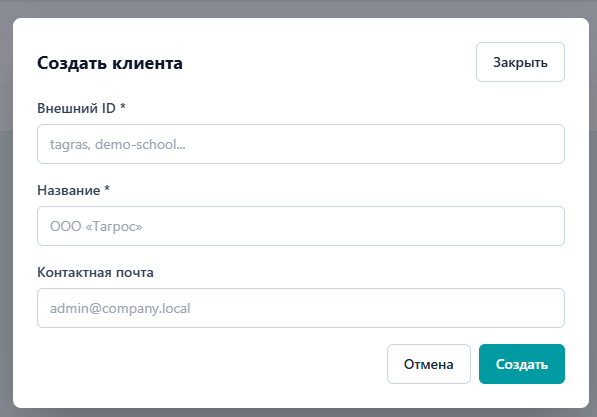 Создать клиента
Закрыть
Внешний ID *
tagras, demo-school...
Название *
ООО «Тагрос»
Контактная почта
admin@company.local
Отмена
Создать